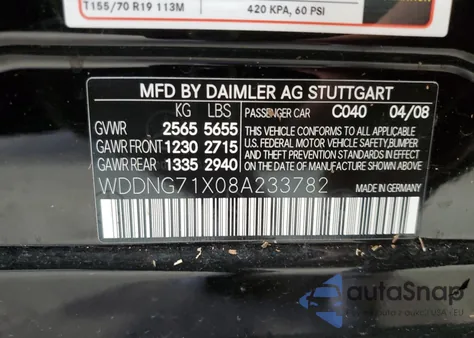 T155/70 R19 113M 420 KPA, 60 PSI
MFD BY DAIMLER AG STUTTGART
KG LBS PASSENGER CAR C040 04/08
GVWR 2565 5655 THIS VEHICLE CONFORMS TO ALL APPLICABLE
GAWR FRONT 1230 2715 U.S. FEDERAL MOTOR VEHICLE SAFETY, BUMPER
GAWR REAR 1335 2940 AND THEFT PREVENTION STANDARDS IN EFFECT ON THE DATE OF MANUFACTURE SHOWN ABOVE.
WDDNG71X08A233782
autoSnap